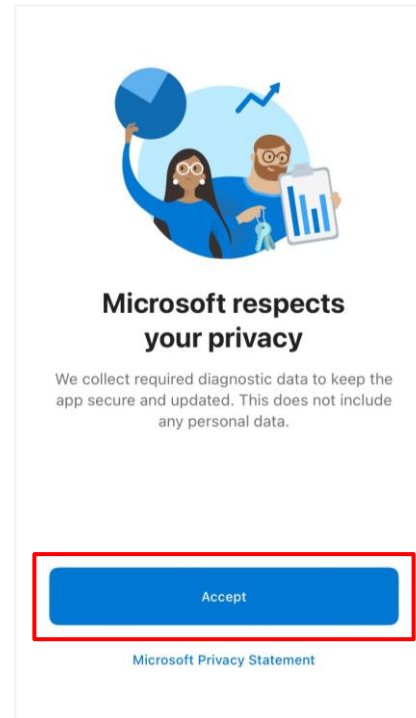 Microsoft respects
your privacy
We collect required diagnostic data to keep the
app secure and updated. This does not include
any personal data.
Accept
Microsoft Privacy Statement